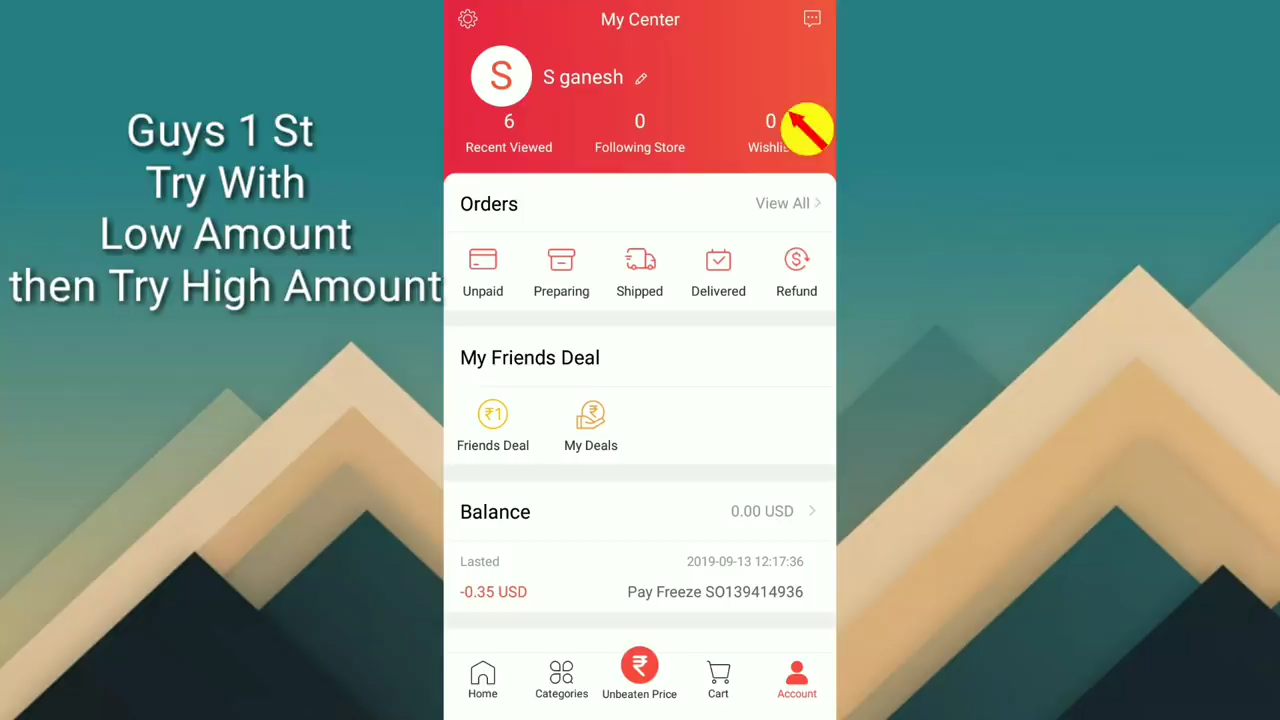 Guys 1 St
Try With
Low Amount
then Try High Amount
My Center
S
S ganesh
6
0
0
Recent Viewed
Following Store
Orders
View All
Unpaid
Preparing
Shipped
Delivered
Refund
My Friends Deal
₹1
₹
Friends Deal
My Deals
Balance
0.00 USD
Lasted
2019-09-13 12:17:36
-0.35 USD
Pay Freeze SO139414936
₹
Home
Categories
Unbeaten Price
Cart
Account